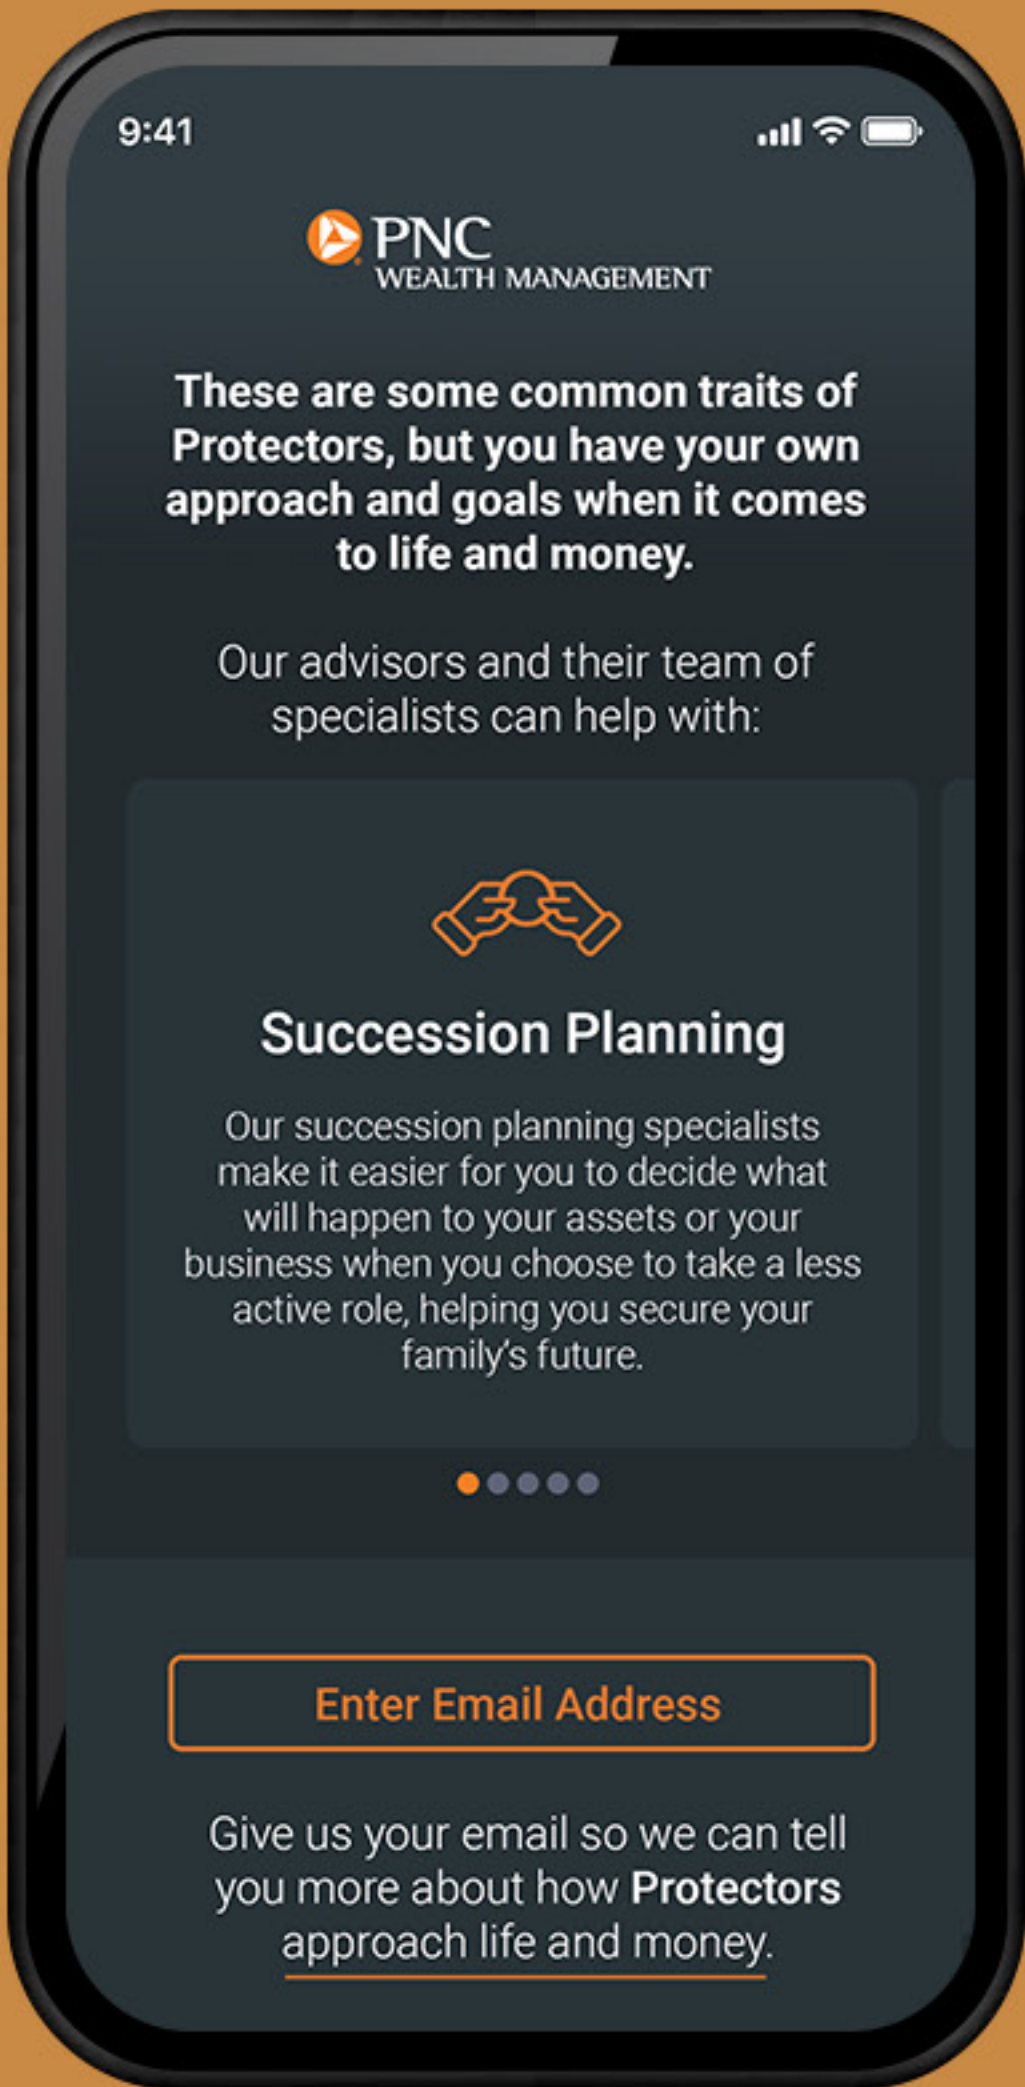 9:41
PNC
WEALTH MANAGEMENT
These are some common traits of
Protectors, but you have your own
approach and goals when it comes
to life and money.
Our advisors and their team of
specialists can help with:
Succession Planning
Our succession planning specialists
make it easier for you to decide what
will happen to your assets or your
business when you choose to take a less
active role, helping you secure your
family's future.
Enter Email Address
Give us your email so we can tell
you more about how Protectors
approach life and money.